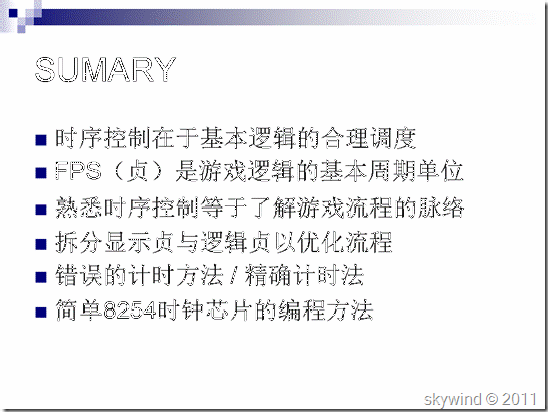 SUMARY
时序控制在于基本逻辑的合理调度
FPS（贞）是游戏逻辑的基本周期单位
熟悉时序控制等于了解游戏流程的脉络
拆分显示贞与逻辑贞以优化流程
错误的计时方法 / 精确计时法
简单8254时钟芯片的编程方法
skywind © 2011